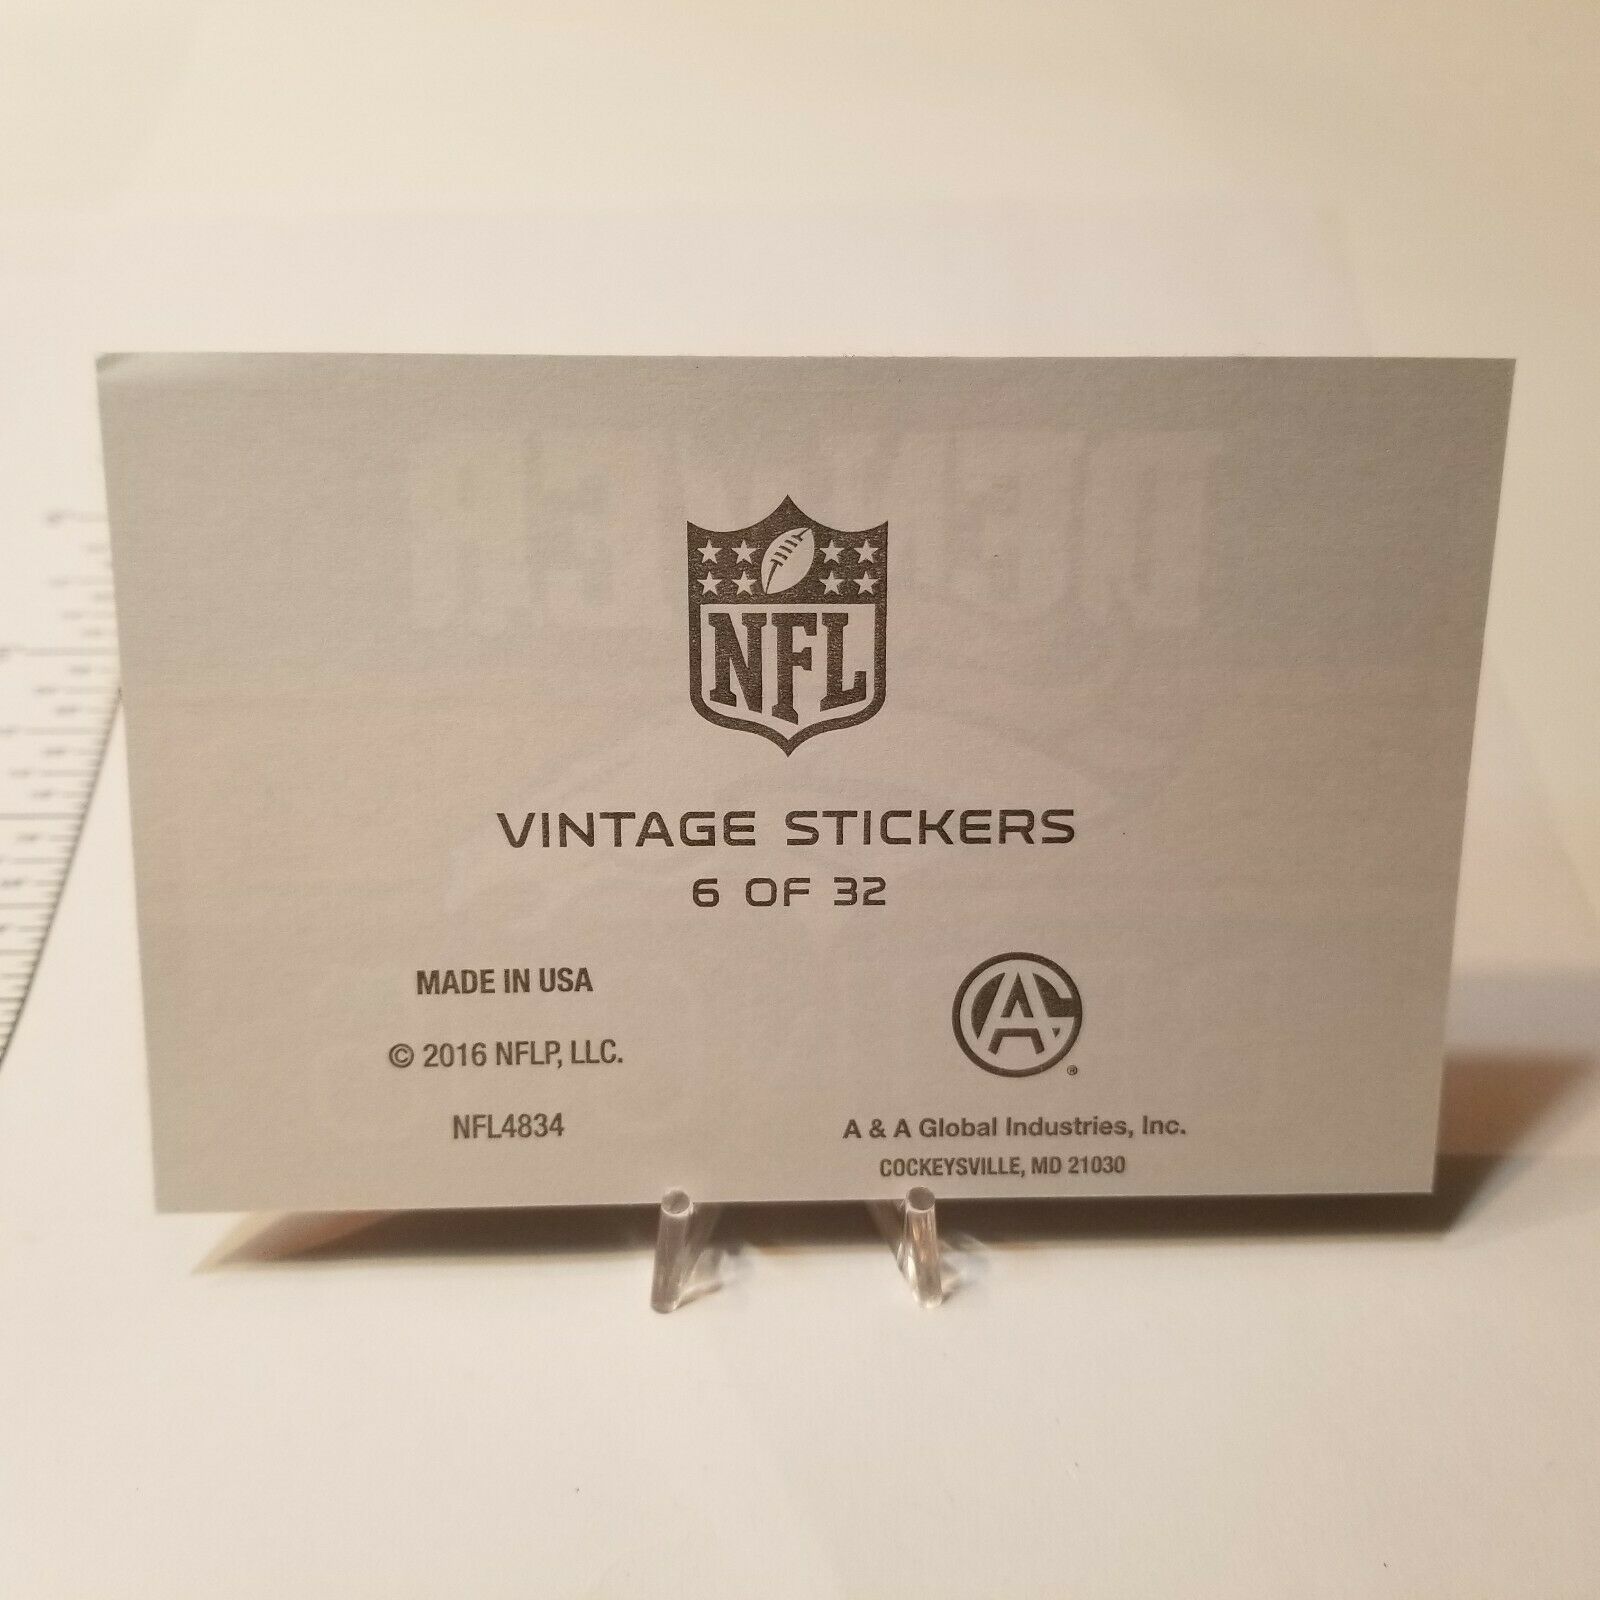 NFL
VINTAGE STICKERS
6 OF 32
MADE IN USA
© 2016 NFLP, LLC.
NFL4834
AG
®
A & A Global Industries, Inc.
COCKEYSVILLE, MD 21030